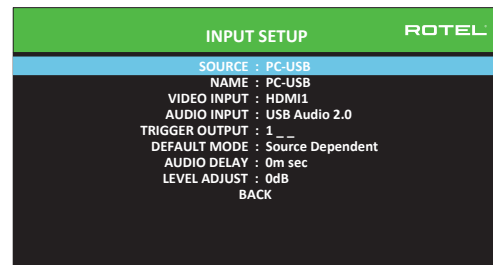 INPUT SETUP
ROTEL
SOURCE : PC-USB
NAME : PC-USB
VIDEO INPUT : HDMI1
AUDIO INPUT : USB Audio 2.0
TRIGGER OUTPUT : 1 _ _
DEFAULT MODE : Source Dependent
AUDIO DELAY : 0m sec
LEVEL ADJUST : 0dB
BACK